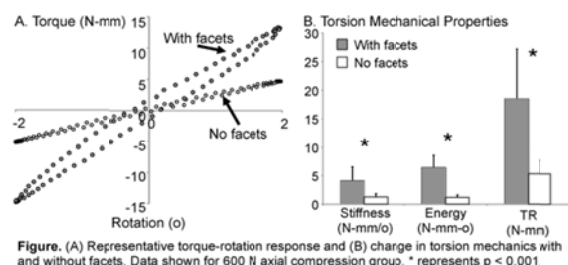 A. Torque (N-mm)
15
10
5
0
-5
-10
-15
-2
0
2
With facets
No facets
Rotation (o)
B. Torsion Mechanical Properties
30
25
20
15
10
5
0
With facets
No facets
*
*
*
Stiffness
(N-mm/o)
Energy
(N-mm-o)
TR
(N-mn)
Figure. (A) Representative torque-rotation response and (B) change in torsion mechanics with
and without facets. Data shown for 600 N axial compression group. * represents p < 0.001